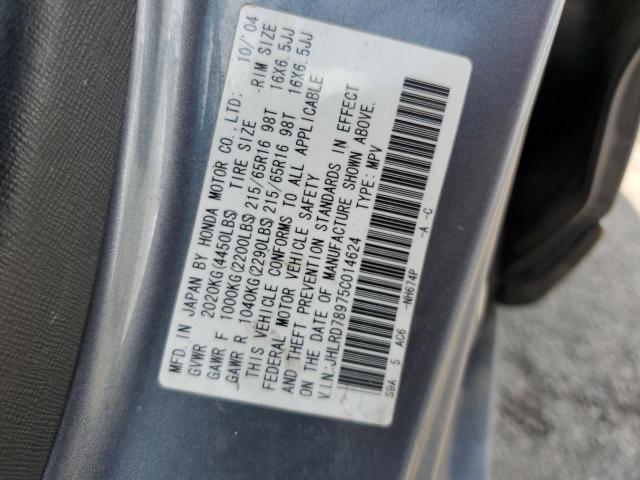 MFD. IN JAPAN BY HONDA MOTOR CO., LTD. 10/'04
GVWR 2020KG(4450LBS) TIRE SIZE RIM SIZE
GAWR F 1000KG(2200LBS) 215/65R16 98T 16X6.5JJ
GAWR R 1040KG(2290LBS) 215/65R16 98T 16X6.5JJ
THIS VEHICLE CONFORMS TO ALL APPLICABLE
FEDERAL MOTOR VEHICLE SAFETY
AND THEFT PREVENTION STANDARDS IN EFFECT
ON THE DATE OF MANUFACTURE SHOWN ABOVE.
V.IN:JHLRD78975C014624 TYPE: MPV
S9A 5 AC6 -NH674P -A -C